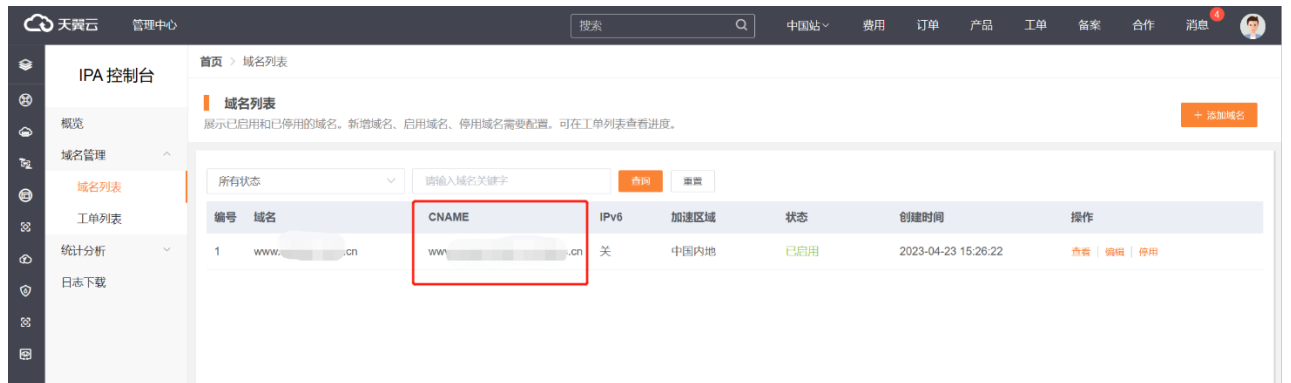 天翼云 管理中心 搜索 中国站 费用 订单 产品 工单 备案 合作 消息 4
IPA 控制台
首页 > 域名列表
域名列表
展示已启用和已停用的域名。新增域名、启用域名、停用域名需要配置。可在工单列表查看进度。
+ 添加域名
概览
域名管理
域名列表
工单列表
统计分析
日志下载
所有状态 请输入域名关键字 查询 重置
编号 域名 CNAME IPv6 加速区域 状态 创建时间 操作
1 www. .cn ww .cn 关 中国内地 已启用 2023-04-23 15:26:22 查看 | 编辑 | 停用